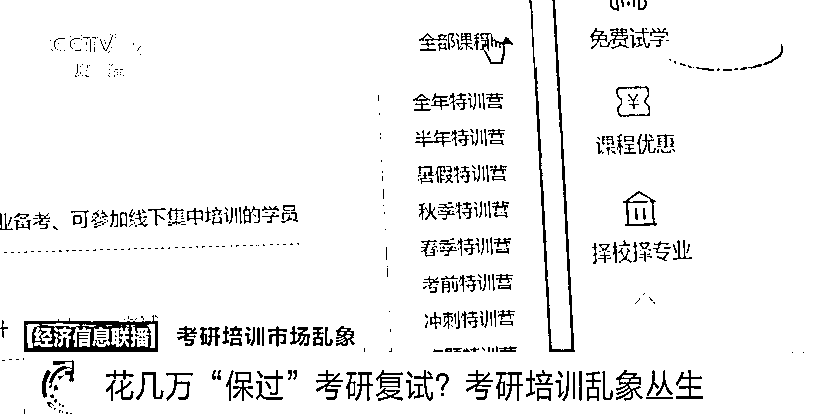 CCTV
全部课程
免费试学
全年特训营
半年特训营
课程优惠
暑假特训营
秋季特训营
业备考、可参加线下集中培训的学员
春季特训营
择校择专业
考前特训营
冲刺特训营
经济信息联播 考研培训市场乱象
花几万“保过”考研复试？考研培训乱象丛生